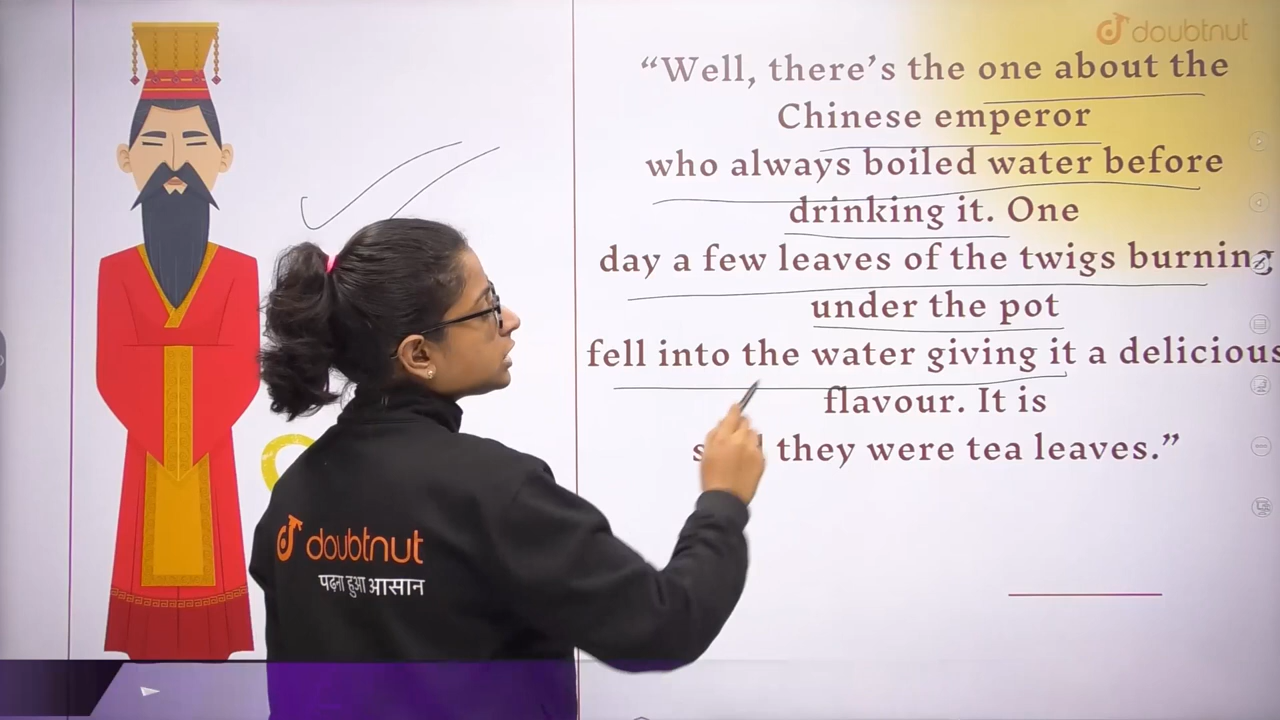 doubtnut
“Well, there’s the one about the
Chinese emperor
who always boiled water before
drinking it. One
day a few leaves of the twigs burning
under the pot
fell into the water giving it a delicious
flavour. It is
they were tea leaves.”
doubtnut
पढ़ना हुआ आसान